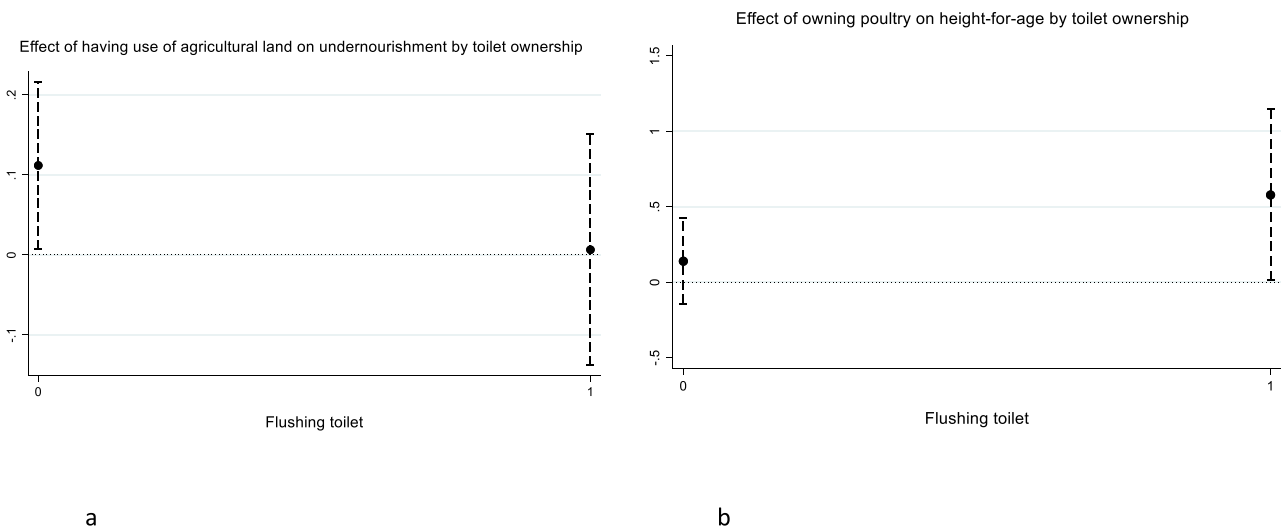 Effect of having use of agricultural land on undernourishment by toilet ownership
.2
.1
0
-.1
0 1
Flushing toilet
a
Effect of owning poultry on height-for-age by toilet ownership
1.5
1
.5
0
-.5
0 1
Flushing toilet
b